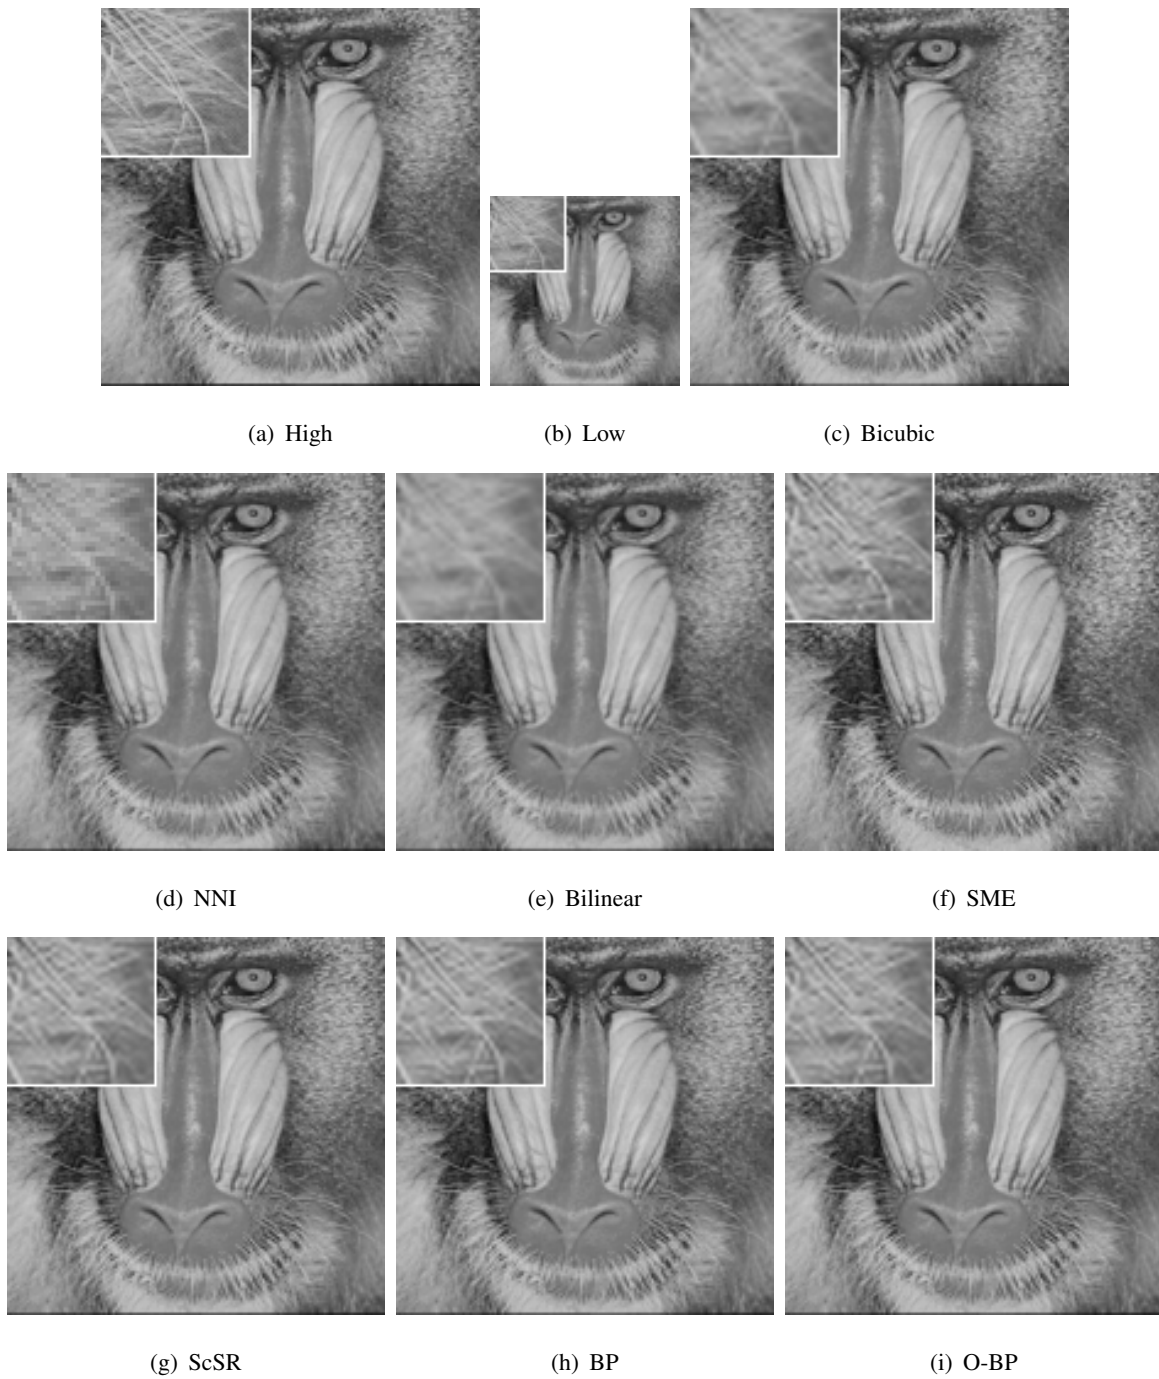 (a) High
(b) Low
(c) Bicubic
(d) NNI
(e) Bilinear
(f) SME
(g) ScSR
(h) BP
(i) O-BP